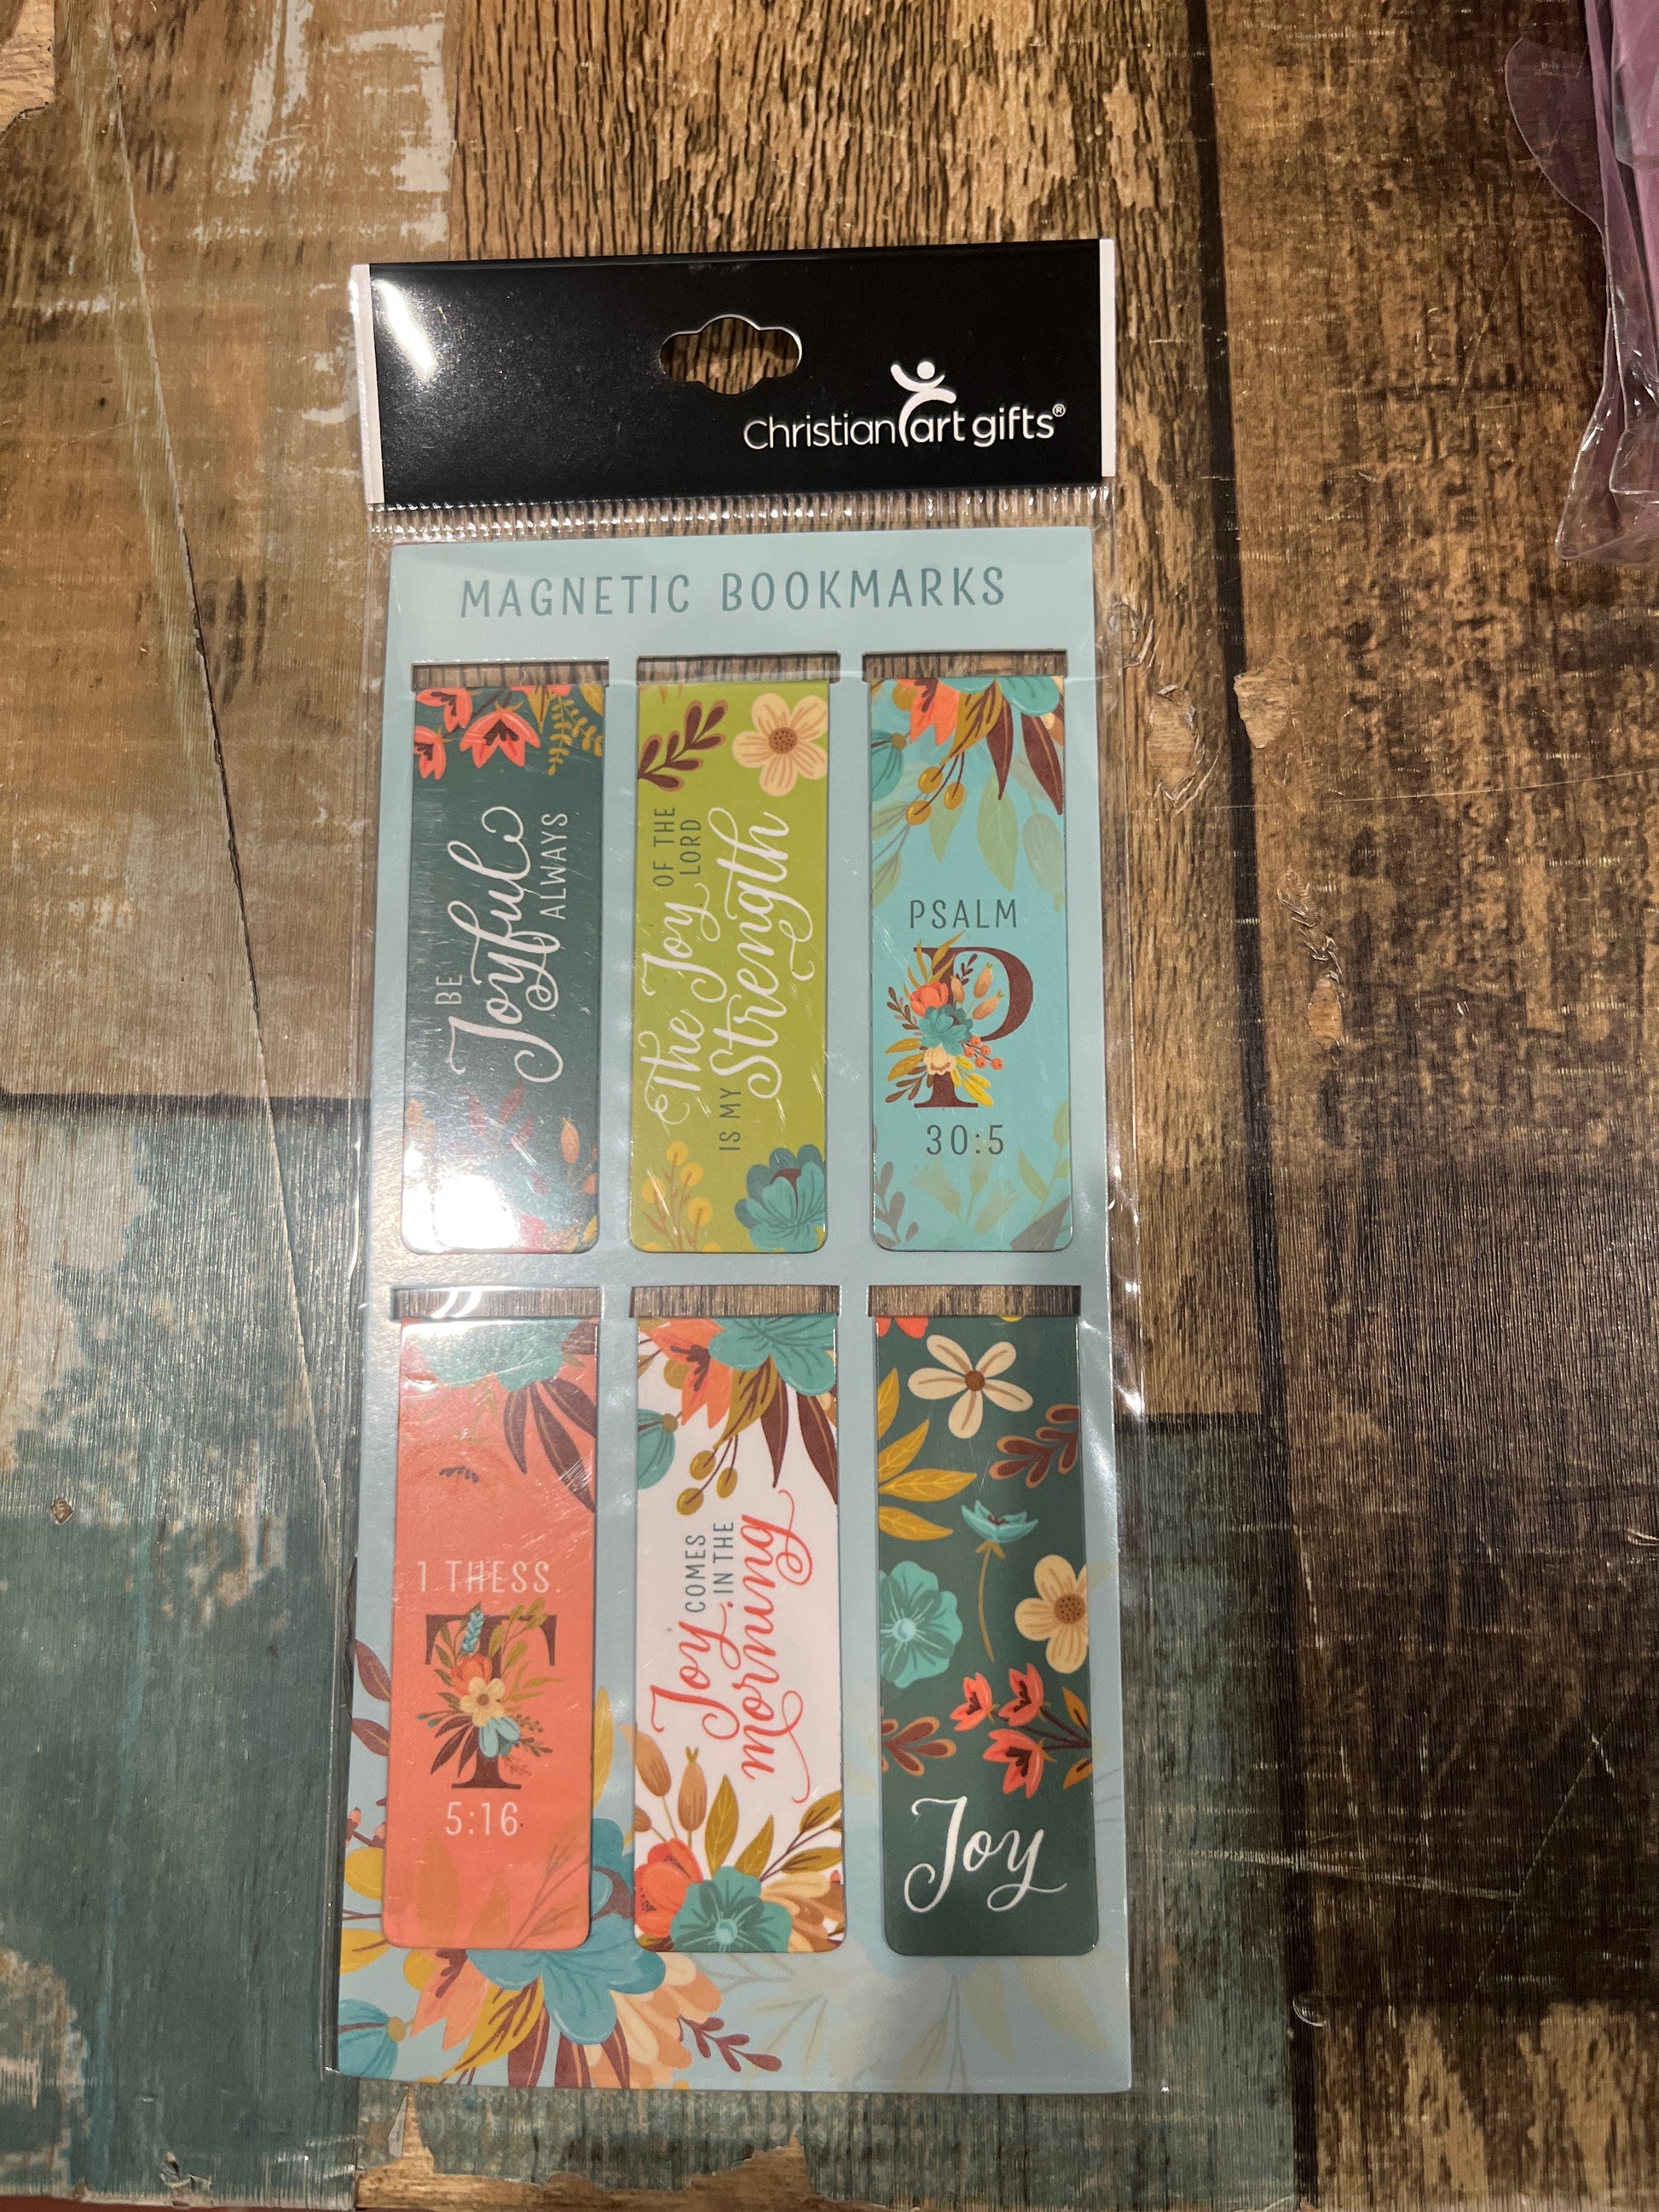 christian art gifts®
MAGNETIC BOOKMARKS
BE
Joyful
ALWAYS
The Joy OF THE LORD
IS MY Strength
PSALM
P
30:5
1 THESS.
T
5:16
Joy COMES IN THE
morning
Joy